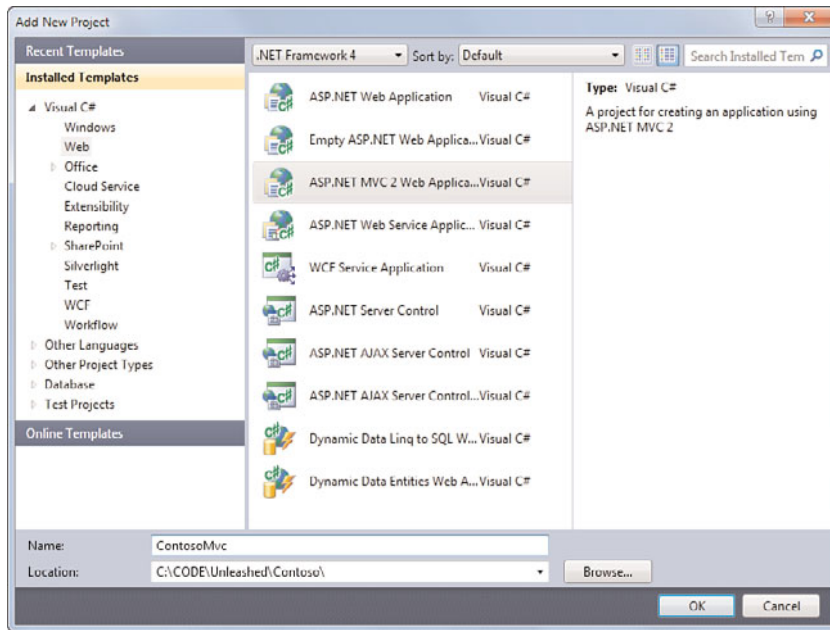 Add New Project
Recent Templates
Installed Templates
Visual C#
Windows
Web
Office
Cloud Service
Extensibility
Reporting
SharePoint
Silverlight
Test
WCF
Workflow
Other Languages
Other Project Types
Database
Test Projects
Online Templates
.NET Framework 4
Sort by: Default
Search Installed Tem
ASP.NET Web Application Visual C#
Empty ASP.NET Web Applica... Visual C#
ASP.NET MVC 2 Web Applica... Visual C#
ASP.NET Web Service Applic... Visual C#
WCF Service Application Visual C#
ASP.NET Server Control Visual C#
ASP.NET AJAX Server Control Visual C#
ASP.NET AJAX Server Control... Visual C#
Dynamic Data Linq to SQL W... Visual C#
Dynamic Data Entities Web A... Visual C#
Type: Visual C#
A project for creating an application using
ASP.NET MVC 2
Name: ContosoMvc
Location: C:\CODE\Unleashed\Contoso\
Browse...
OK Cancel